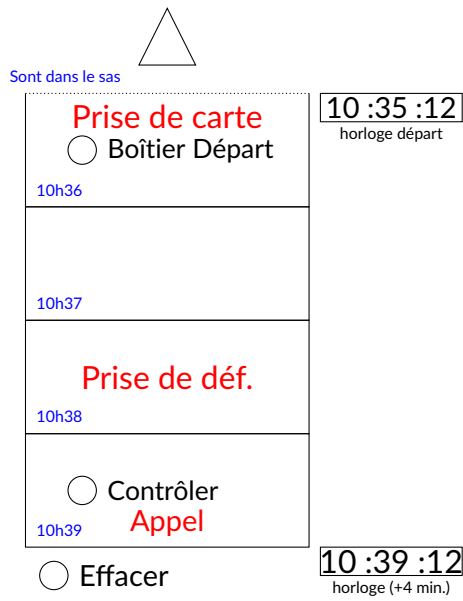 Sont dans le sas
Prise de carte
Boîtier Départ
10h36
10 :35 :12
horloge départ
10h37
Prise de déf.
10h38
Contrôler
Appel
10h39
Effacer
10 :39 :12
horloge (+4 min.)